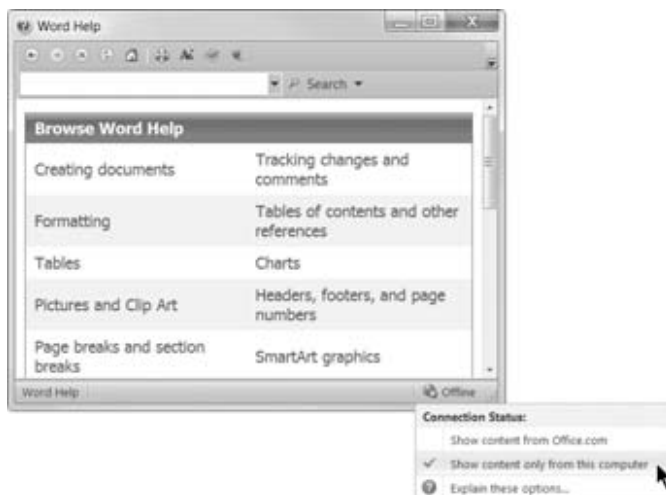 Word Help
Search
Browse Word Help
Creating documents
Tracking changes and
comments
Formatting
Tables of contents and other
references
Tables
Charts
Pictures and Clip Art
Headers, footers, and page
numbers
Page breaks and section
breaks
SmartArt graphics
Word Help
Offline
Connection Status:
Show content from Office.com
Show content only from this computer
Explain these options...